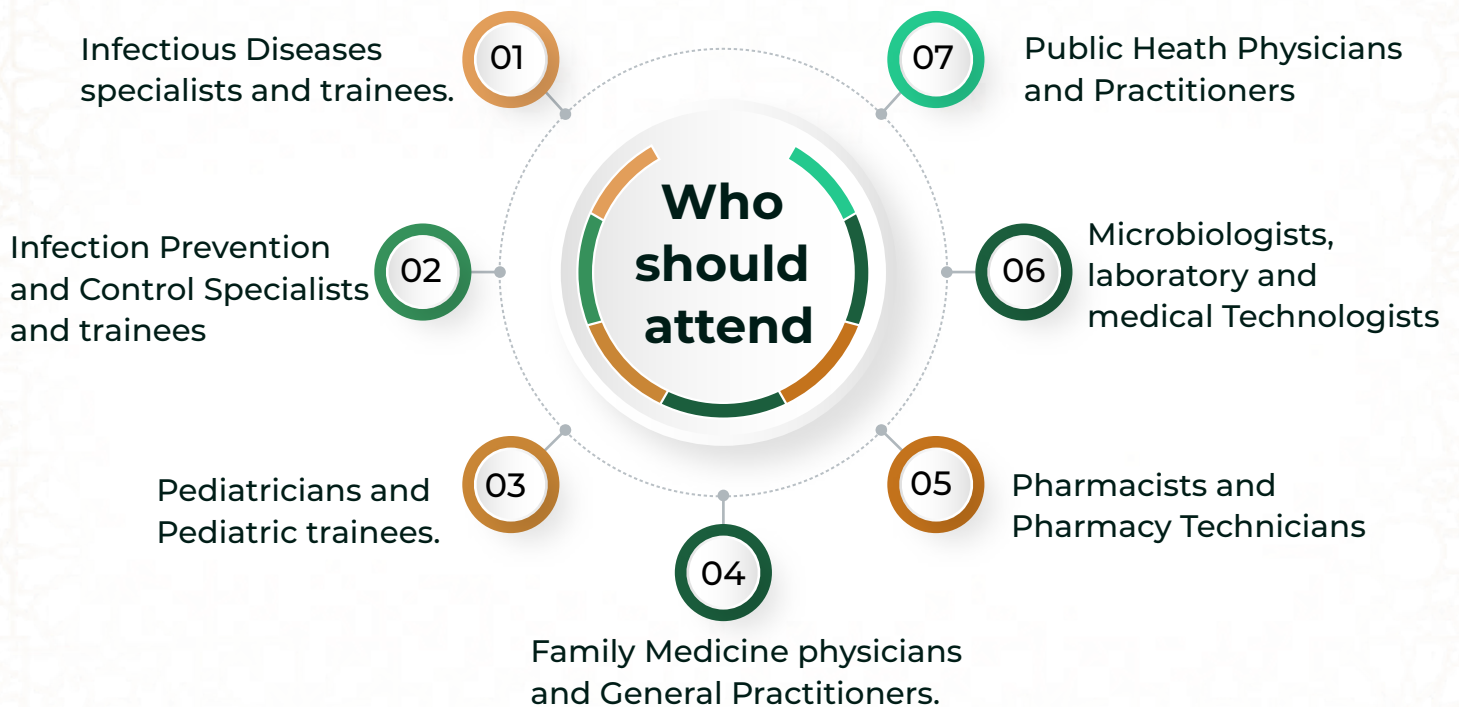 Who
should
attend
01
Infectious Diseases
specialists and trainees.
02
Infection Prevention
and Control Specialists
and trainees
03
Pediatricians and
Pediatric trainees.
04
Family Medicine physicians
and General Practitioners.
05
Pharmacists and
Pharmacy Technicians
06
Microbiologists,
laboratory and
medical Technologists
07
Public Heath Physicians
and Practitioners